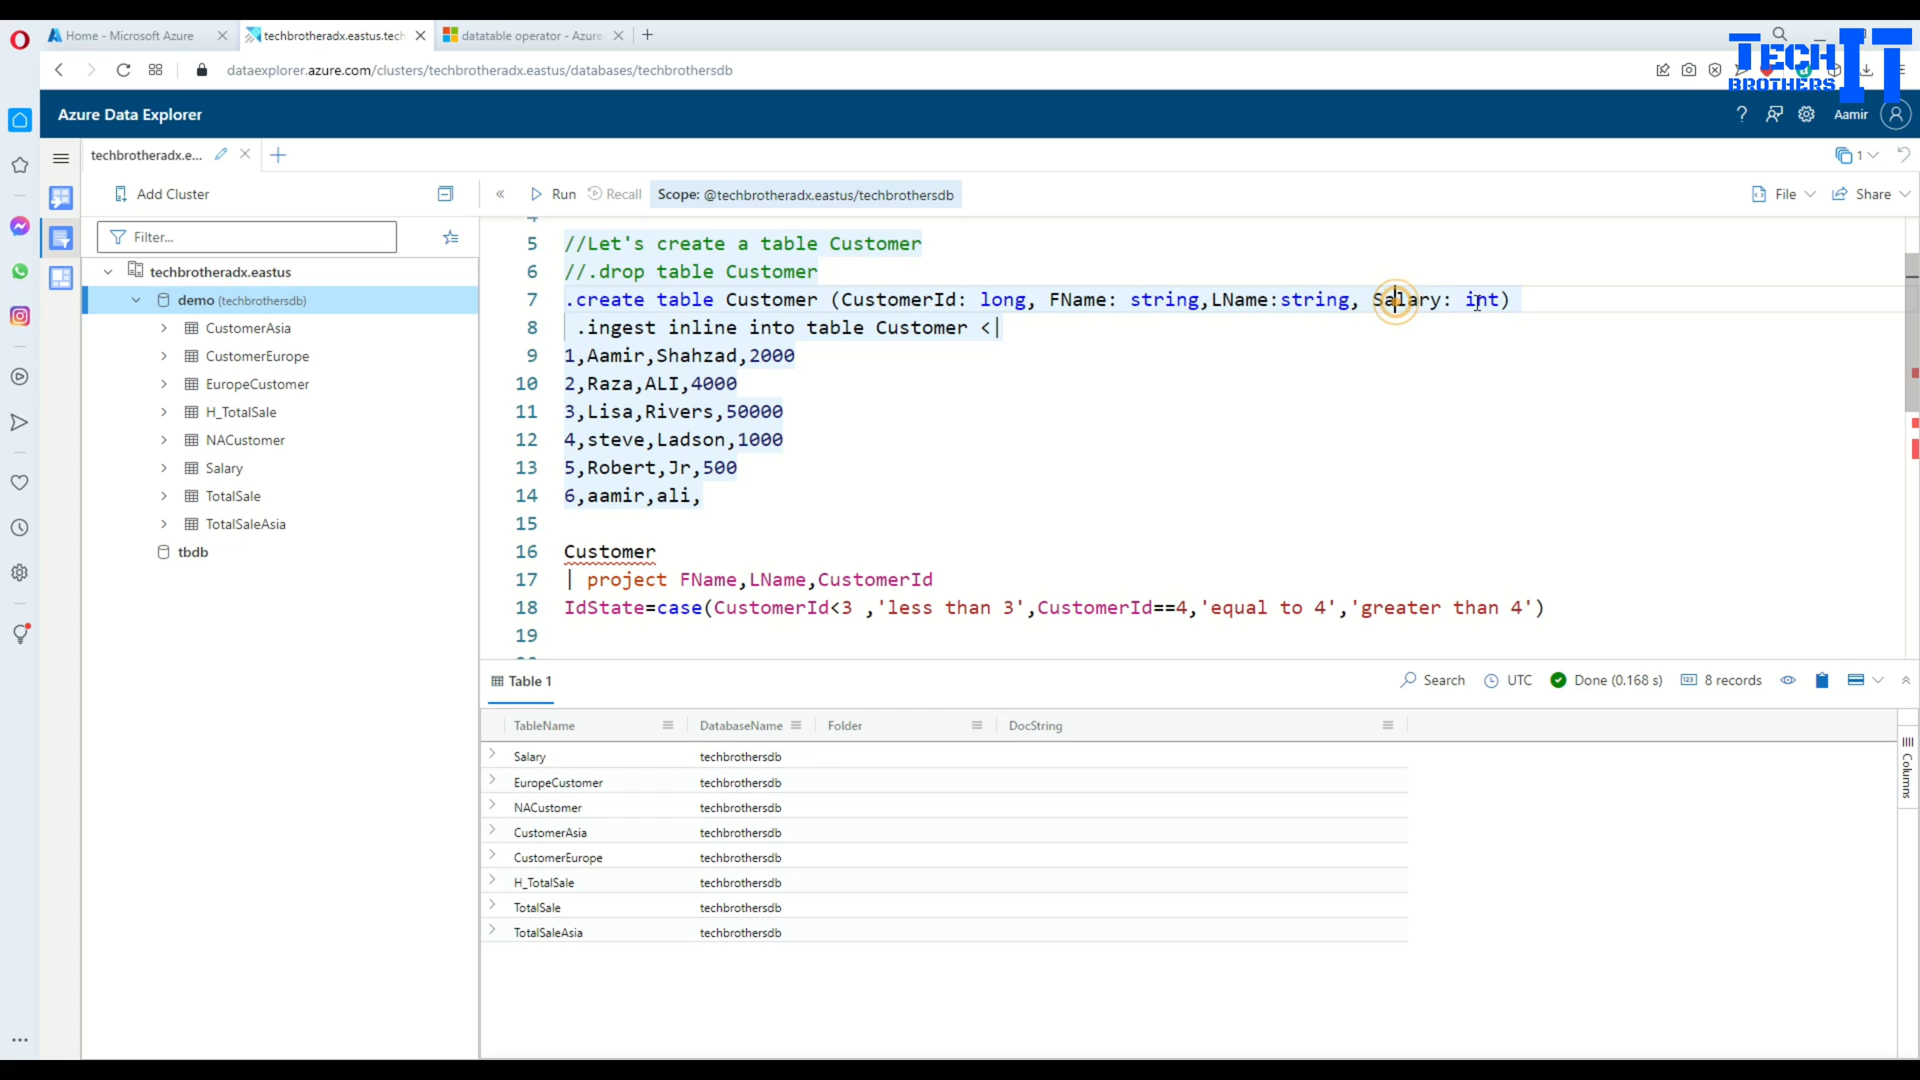 Home - Microsoft Azure
techbrotheradx.eastus.tech
datatable operator - Azure
TECH IT
BROTHERS
dataexplorer.azure.com/clusters/techbrotheradx.eastus/databases/techbrothersdb
Azure Data Explorer
?
Aamir
techbrotheradx.e...
1
Add Cluster
Run
Recall
Scope: @techbrotheradx.eastus/techbrothersdb
File
Share
Filter...
techbrotheradx.eastus
demo (techbrothersdb)
CustomerAsia
CustomerEurope
EuropeCustomer
H_TotalSale
NACustomer
Salary
TotalSale
TotalSaleAsia
tbdb
5 //Let's create a table Customer
6 //.drop table Customer
7 .create table Customer (CustomerId: long, FName: string,LName:string, Salary: int)
8 .ingest inline into table Customer <|
9 1,Aamir,Shahzad,2000
10 2,Raza,ALI,4000
11 3,Lisa,Rivers,50000
12 4,steve,Ladson,1000
13 5,Robert,Jr,500
14 6,aamir,ali,
15
16 Customer
17 | project FName,LName,CustomerId
18 IdState=case(CustomerId<3 ,'less than 3',CustomerId==4,'equal to 4','greater than 4')
19
Table 1
Search
UTC
Done (0.168 s)
8 records
TableName DatabaseName Folder DocString
Salary techbrothersdb
EuropeCustomer techbrothersdb
NACustomer techbrothersdb
CustomerAsia techbrothersdb
CustomerEurope techbrothersdb
H_TotalSale techbrothersdb
TotalSale techbrothersdb
TotalSaleAsia techbrothersdb
Columns